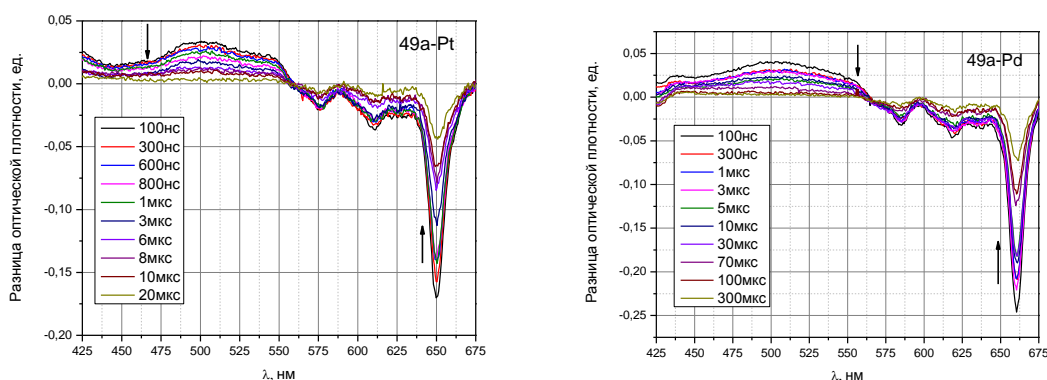 49a-Pt
Разница оптической плотности, ед.
0,05
0,00
-0,05
-0,10
-0,15
-0,20
100нс
300нс
600нс
800нс
1мкс
3мкс
6мкс
8мкс
10мкс
20мкс
425 450 475 500 525 550 575 600 625 650 675
λ, нм
49a-Pd
Разница оптической плотности, ед.
0,05
0,00
-0,05
-0,10
-0,15
-0,20
-0,25
100нс
300нс
1мкс
3мкс
5мкс
10мкс
30мкс
70мкс
100мкс
300мкс
425 450 475 500 525 550 575 600 625 650 675
λ, нм